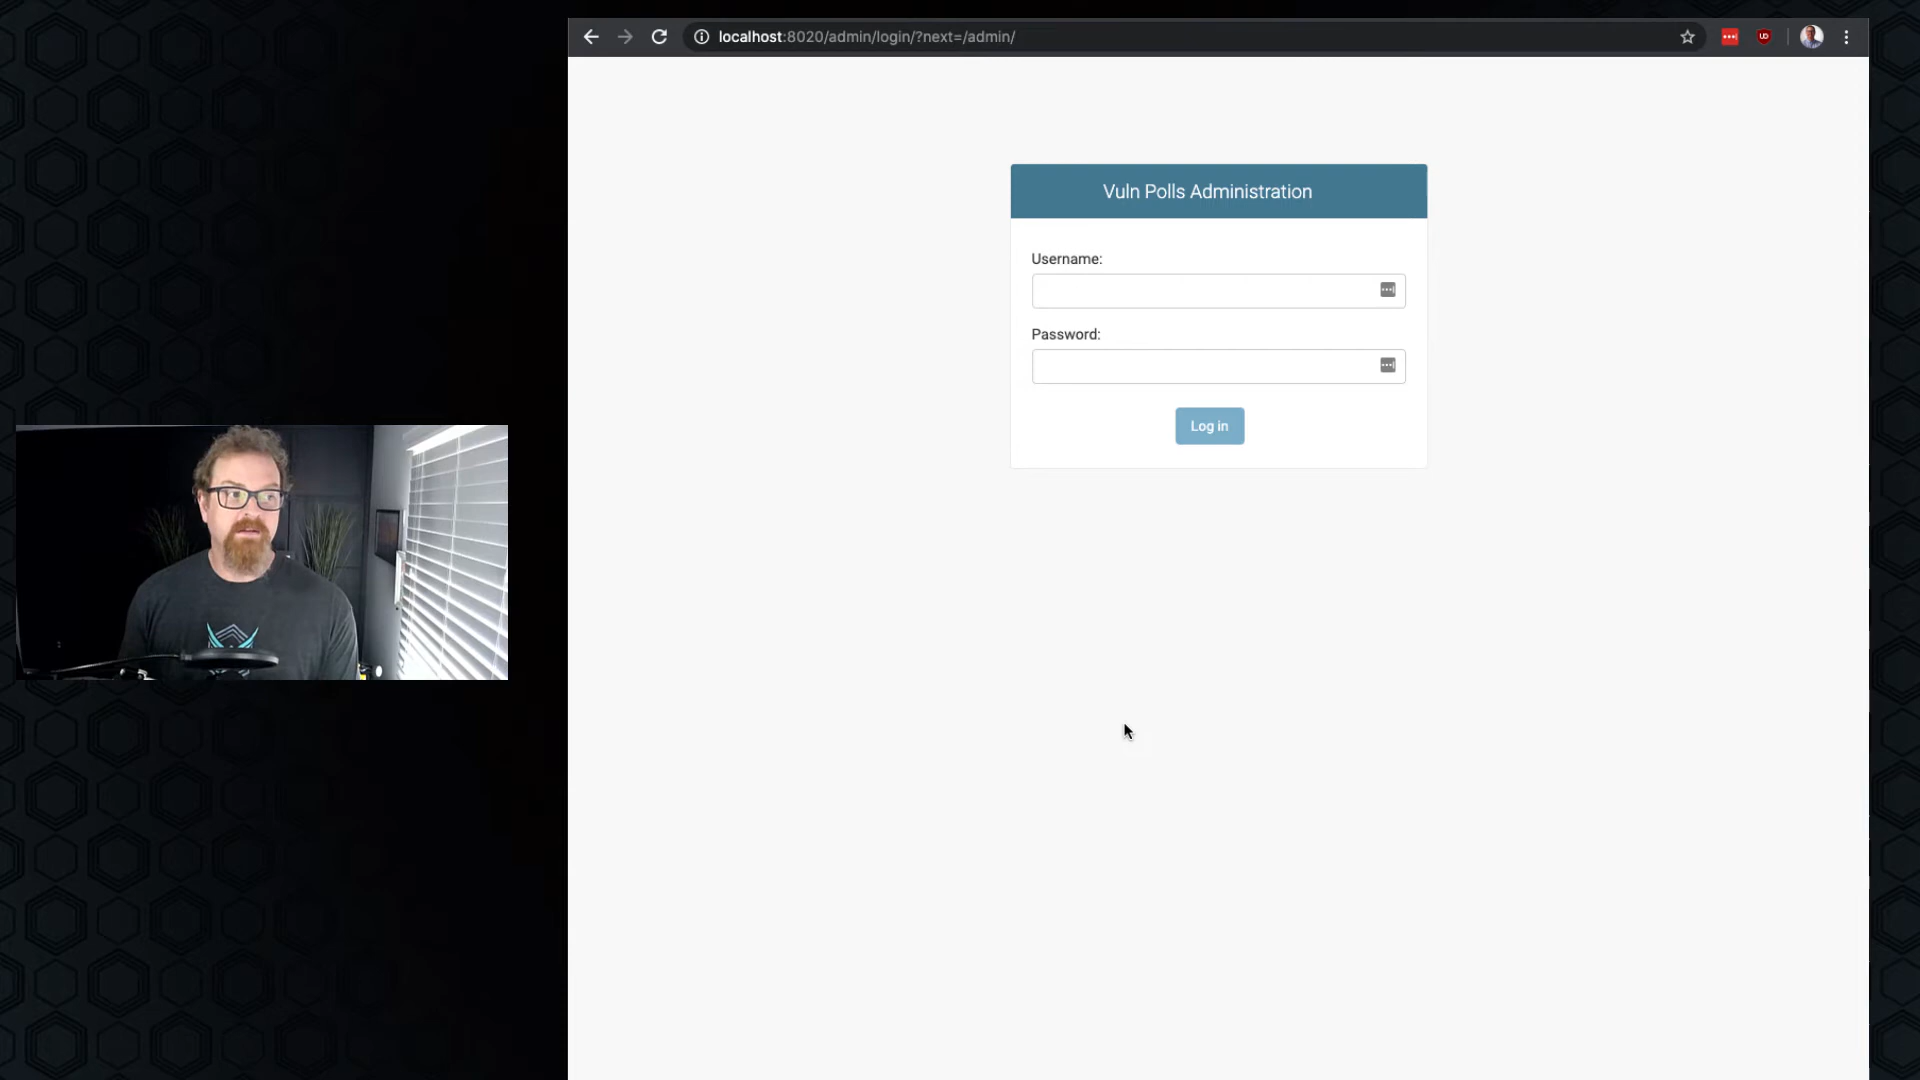 localhost:8020/admin/login/?next=/admin/
Vuln Polls Administration
Username:
Password:
Log in